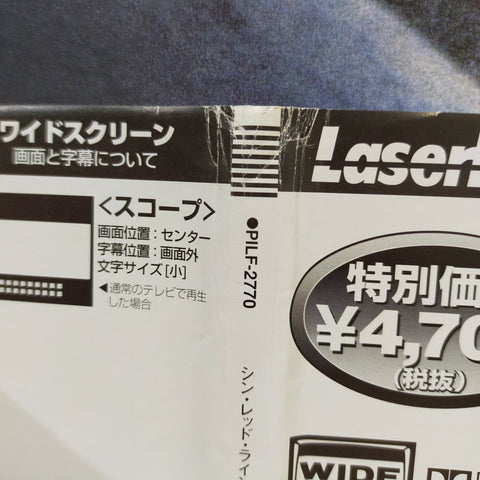 ワイドスクリーン
画面と字幕について
<スコープ>
画面位置:センター
字幕位置:画面外
文字サイズ[小]
◀通常のテレビで再生
した場合
●PILF-2770
シン・レッド・ライン
Laser
特別価
¥4,70
(税抜)
WIDE